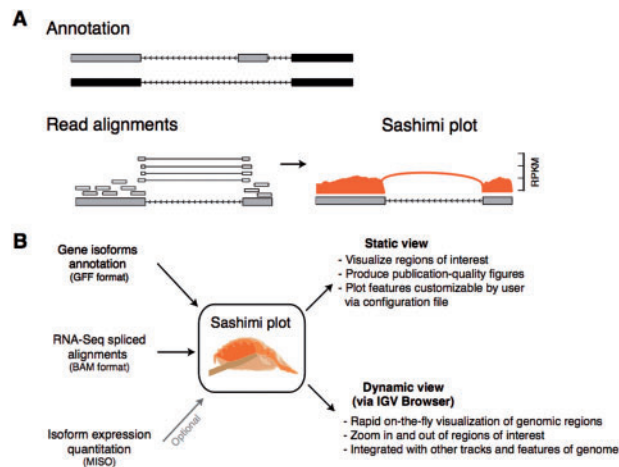 A
Annotation
Read alignments
Sashimi plot
RPKM
B
Gene isoforms
annotation
(GFF format)
RNA-Seq spliced
alignments
(BAM format)
Isoform expression
quantitation
(MISO)
Optional
Sashimi plot
Static view
- Visualize regions of interest
- Produce publication-quality figures
- Plot features customizable by user
via configuration file
Dynamic view
(via IGV Browser)
- Rapid on-the-fly visualization of genomic regions
- Zoom in and out of regions of interest
- Integrated with other tracks and features of genome